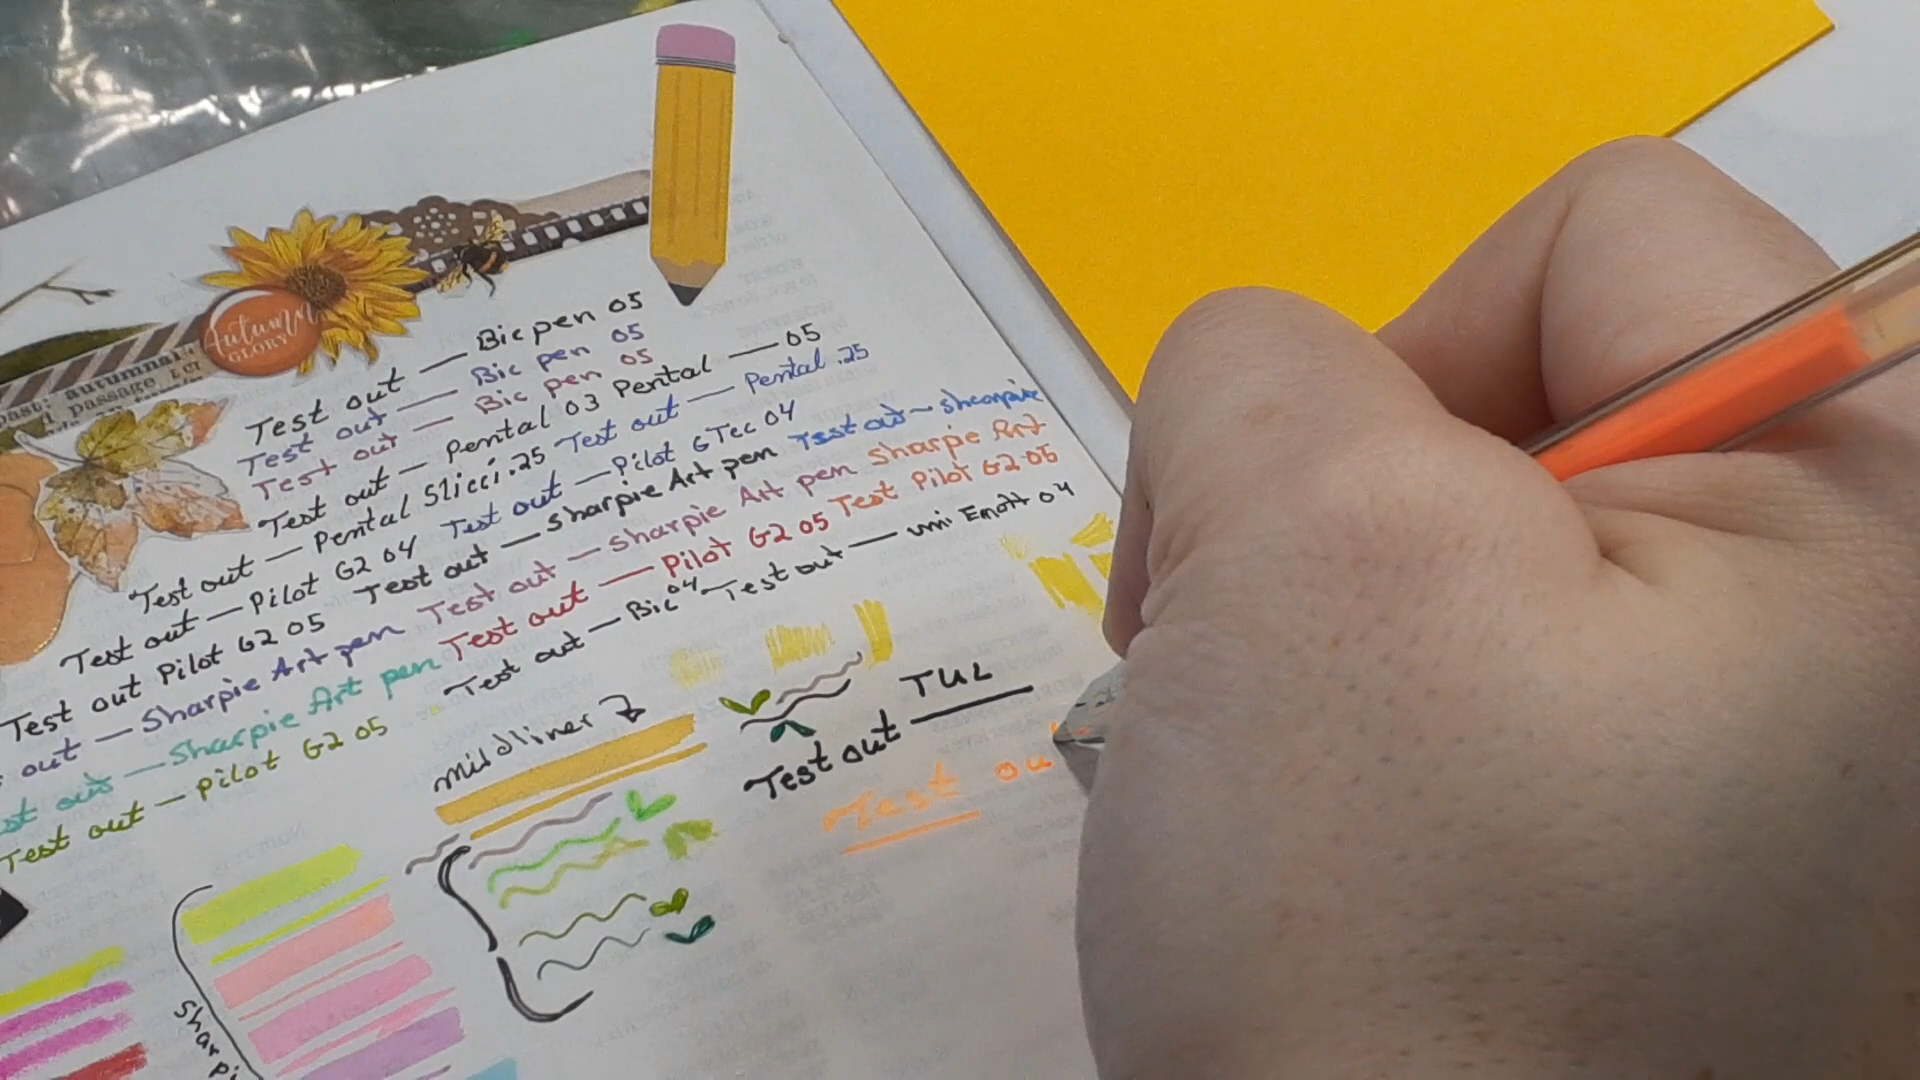 Autumn
GLORY
past; autumnal
passage
Test out — Bic pen 05
Test out — Bic pen 05
Test out — Bic pen 05
Test out — Pental 03 Pental — 05
Test out — Pental Slicci .25 Test out — Pental .25
Test out — Pilot G2 04 Test out — Pilot GTec 04
Test out Pilot G2 05 Test out — Sharpie Art pen Test out — sharpie
out — Sharpie Art pen Test out — Sharpie Art pen Sharpie Art
out — Sharpie Art pen Test out — Pilot G2 05 Test Pilot G2 05
Test out — Pilot G2 05 Test out — Bic 04 Test out — uni Emott 04
mildliner
Test out TUL
Test ou